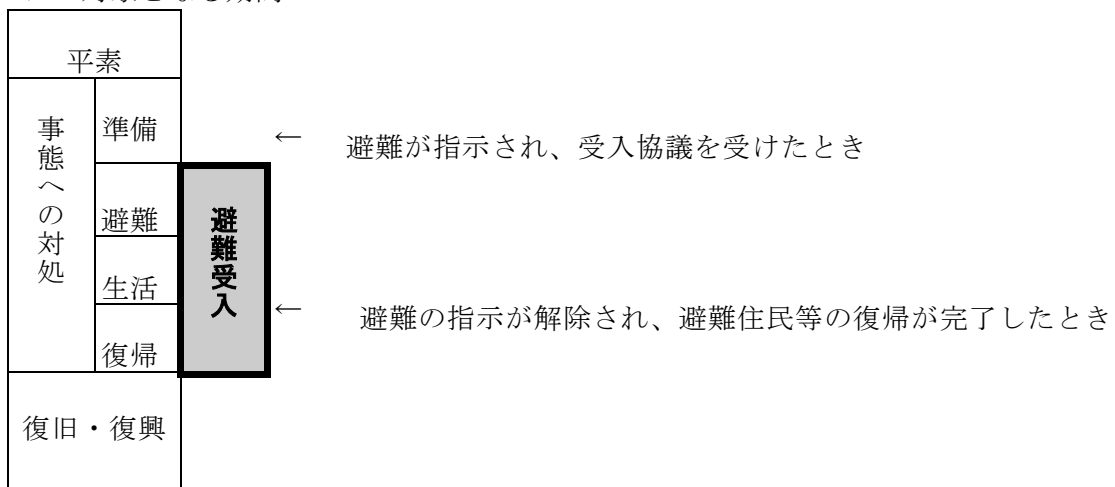 平素
事態への対処
準備
← 避難が指示され、受入協議を受けたとき
避難
避難受入
生活
← 避難の指示が解除され、避難住民等の復帰が完了したとき
復帰
復旧・復興